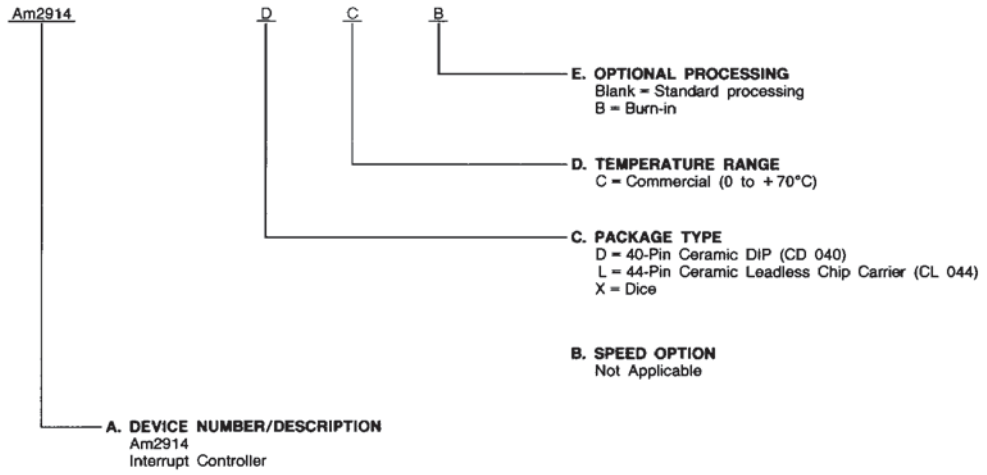 Am2914 D C B
E. OPTIONAL PROCESSING
Blank = Standard processing
B = Burn-in
D. TEMPERATURE RANGE
C = Commercial (0 to +70°C)
C. PACKAGE TYPE
D = 40-Pin Ceramic DIP (CD 040)
L = 44-Pin Ceramic Leadless Chip Carrier (CL 044)
X = Dice
B. SPEED OPTION
Not Applicable
A. DEVICE NUMBER/DESCRIPTION
Am2914
Interrupt Controller